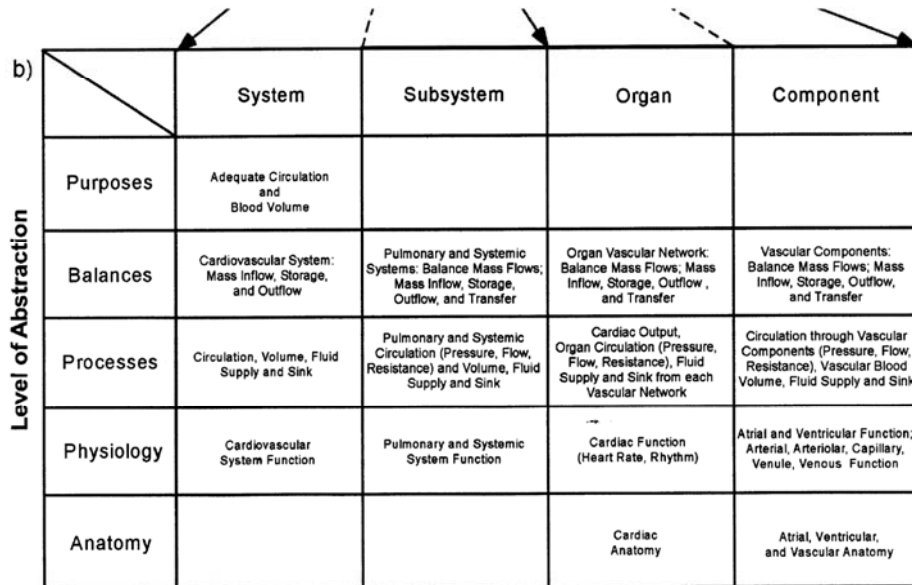 b)
System
Subsystem
Organ
Component
Level of Abstraction
Purposes
Adequate Circulation
and
Blood Volume
Balances
Cardiovascular System:
Mass Inflow, Storage,
and Outflow
Pulmonary and Systemic
Systems: Balance Mass Flows;
Mass Inflow, Storage,
Outflow, and Transfer
Organ Vascular Network:
Balance Mass Flows; Mass
Inflow, Storage, Outflow ,
and Transfer
Vascular Components:
Balance Mass Flows; Mass
Inflow, Storage, Outflow,
and Transfer
Processes
Circulation, Volume, Fluid
Supply and Sink
Pulmonary and Systemic
Circulation (Pressure, Flow,
Resistance) and Volume, Fluid
Supply and Sink
Cardiac Output,
Organ Circulation (Pressure,
Flow, Resistance), Fluid
Supply and Sink from each
Vascular Network
Circulation through Vascular
Components (Pressure, Flow,
Resistance), Vascular Blood
Volume, Fluid Supply and Sink
Physiology
Cardiovascular
System Function
Pulmonary and Systemic
System Function
Cardiac Function
(Heart Rate, Rhythm)
Atrial and Ventricular Function;
Arterial, Arteriolar, Capillary,
Venule, Venous Function
Anatomy
Cardiac
Anatomy
Atrial, Ventricular,
and Vascular Anatomy